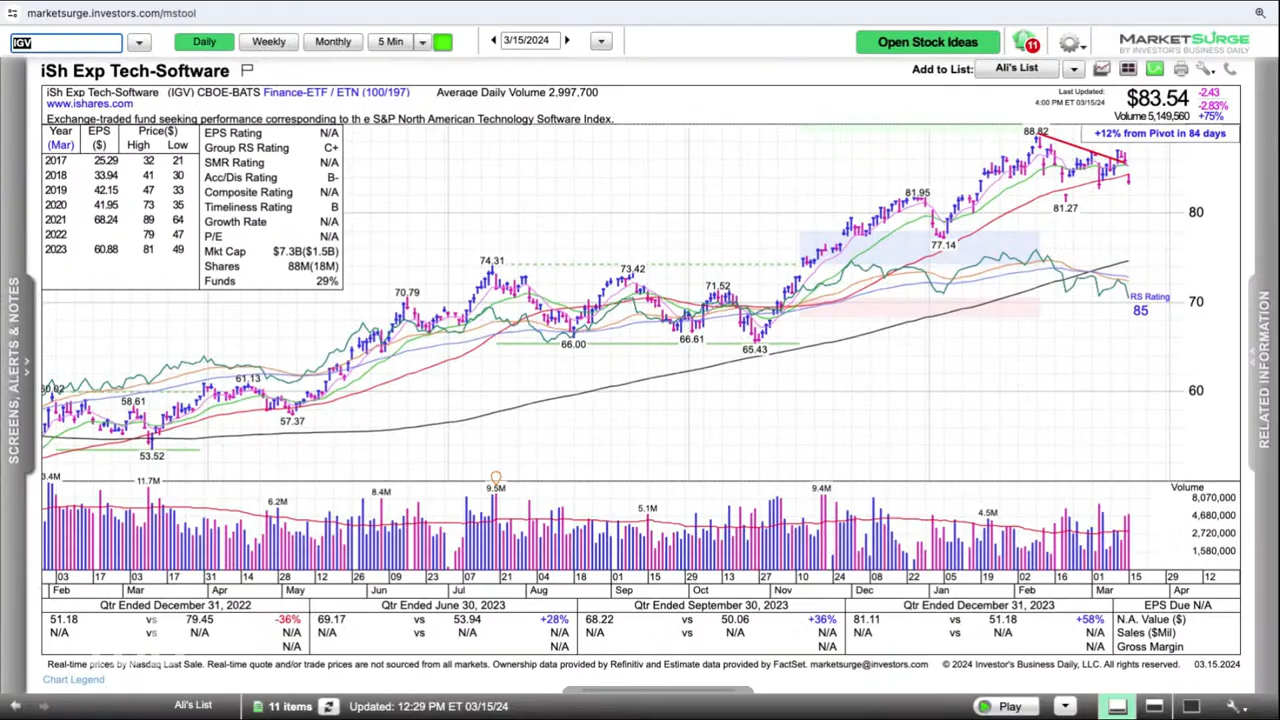 marketsurge.investors.com/mstool
IGV
Daily
Weekly
Monthly
5 Min
3/15/2024
Open Stock Ideas
11
MARKETSURGE
BY INVESTOR'S BUSINESS DAILY
iSh Exp Tech-Software
Add to List: Ali's List
iSh Exp Tech-Software (IGV) CBOE-BATS Finance-ETF / ETN (100/197) Average Daily Volume 2,997,700
www.ishares.com
Exchange-traded fund seeking performance corresponding to th e S&P North American Technology Software Index.
Last Updated:
4:00 PM ET 03/15/24
$83.54
-2.43
-2.83%
Volume 5,149,560 +75%
+12% from Pivot in 84 days
Year EPS Price($)
(Mar) ($) High Low
2017 25.29 32 21
2018 33.94 41 30
2019 42.15 47 33
2020 41.95 73 35
2021 68.24 89 64
2022 79 47
2023 60.88 81 49
EPS Rating N/A
Group RS Rating C+
SMR Rating N/A
Acc/Dis Rating B-
Composite Rating N/A
Timeliness Rating B
Growth Rate N/A
P/E N/A
Mkt Cap $7.3B($1.5B)
Shares 88M(18M)
Funds 29%
88.82
81.95
81.27
80
77.14
74.31
73.42
71.52
70.79
70
RS Rating
85
66.00
66.61
65.43
61.13
60
58.61
57.37
53.52
3.4M
11.7M
6.2M
8.4M
9.5M
5.1M
9.4M
4.5M
Volume
8,070,000
4,680,000
2,720,000
1,580,000
03 17 03 17 31 14 28 12 26 09 23 07 21 04 18 01 15 29 13 27 10 24 08 22 05 19 02 16 01 15 29 12
Feb Mar Apr May Jun Jul Aug Sep Oct Nov Dec Jan Feb Mar Apr
Qtr Ended December 31, 2022 Qtr Ended June 30, 2023 Qtr Ended September 30, 2023 Qtr Ended December 31, 2023 EPS Due N/A
51.18 vs 79.45 -36% 69.17 vs 53.94 +28% 68.22 vs 50.06 +36% 81.11 vs 51.18 +58% N.A. Value ($)
N/A vs N/A N/A N/A vs N/A N/A N/A vs N/A N/A N/A vs N/A N/A Sales ($Mil)
N/A N/A N/A N/A Gross Margin
Real-time prices by Nasdaq Last Sale. Real-time quote and/or trade prices are not sourced from all markets. Ownership data provided by Refinitiv and Estimate data provided by FactSet. marketsurge@investors.com © 2024 Investor's Business Daily, LLC. All rights reserved. 03.15.2024
Chart Legend
SCREENS, ALERTS & NOTES
RELATED INFORMATION
Ali's List
11 items
Updated: 12:29 PM ET 03/15/24
Play